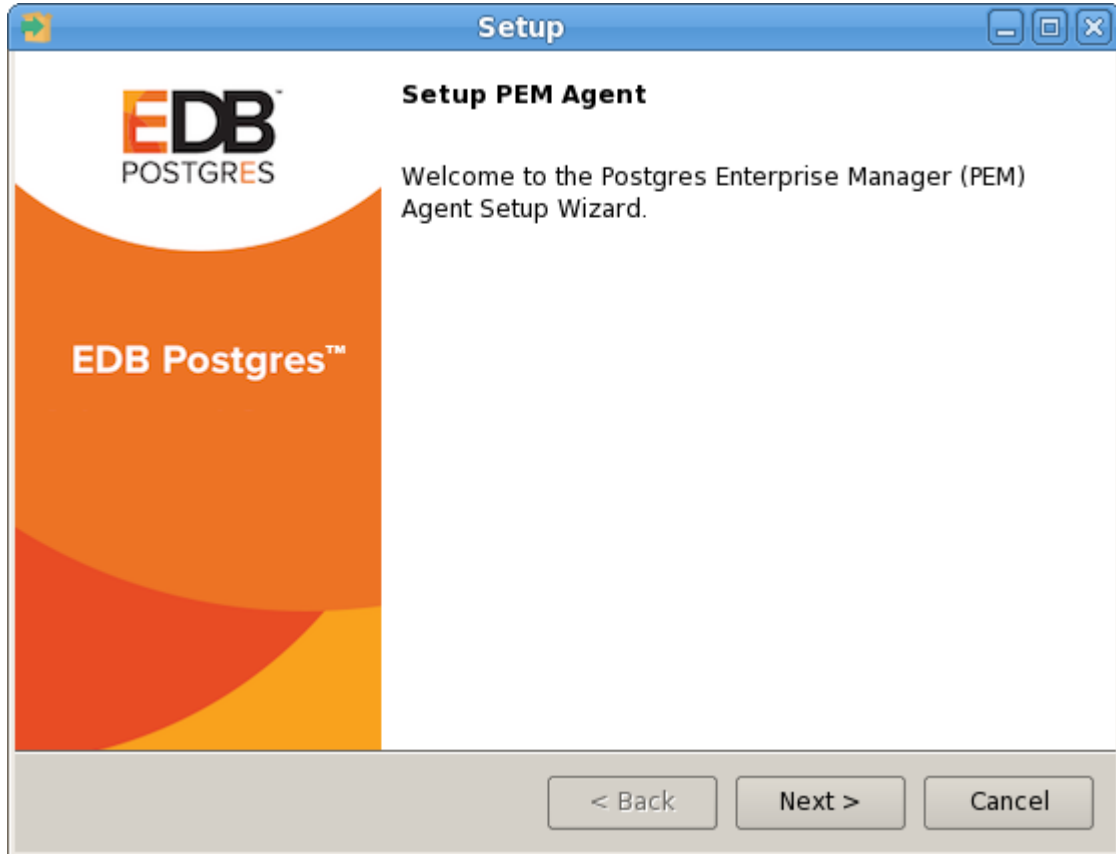 Setup
EDB™
POSTGRES
EDB Postgres™
Setup PEM Agent
Welcome to the Postgres Enterprise Manager (PEM)
Agent Setup Wizard.
< Back
Next >
Cancel